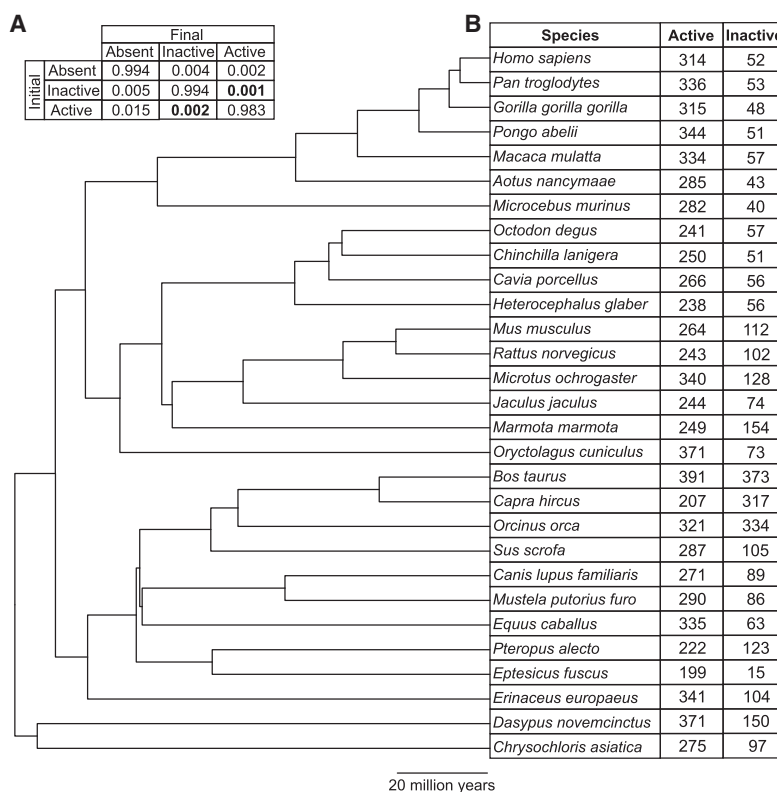 A
Final
Absent Inactive Active
Initial
Absent 0.994 0.004 0.002
Inactive 0.005 0.994 0.001
Active 0.015 0.002 0.983
B
Species Active Inactive
Homo sapiens 314 52
Pan troglodytes 336 53
Gorilla gorilla gorilla 315 48
Pongo abelii 344 51
Macaca mulatta 334 57
Aotus nancymaae 285 43
Microcebus murinus 282 40
Octodon degus 241 57
Chinchilla lanigera 250 51
Cavia porcellus 266 56
Heterocephalus glaber 238 56
Mus musculus 264 112
Rattus norvegicus 243 102
Microtus ochrogaster 340 128
Jaculus jaculus 244 74
Marmota marmota 249 154
Oryctolagus cuniculus 371 73
Bos taurus 391 373
Capra hircus 207 317
Orcinus orca 321 334
Sus scrofa 287 105
Canis lupus familiaris 271 89
Mustela putorius furo 290 86
Equus caballus 335 63
Pteropus alecto 222 123
Eptesicus fuscus 199 15
Erinaceus europaeus 341 104
Dasypus novemcinctus 371 150
Chrysochloris asiatica 275 97
20 million years